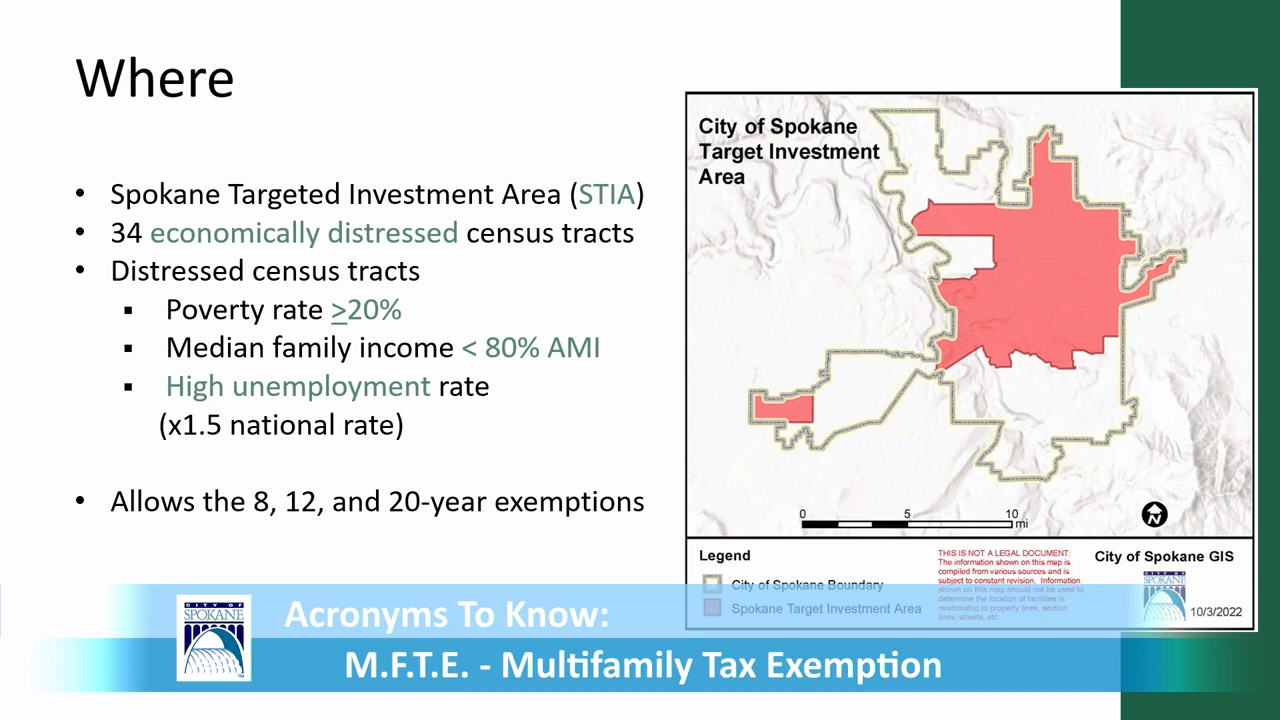 Where
• Spokane Targeted Investment Area (STIA)
• 34 economically distressed census tracts
• Distressed census tracts
▪ Poverty rate >20%
▪ Median family income < 80% AMI
▪ High unemployment rate
(x1.5 national rate)
• Allows the 8, 12, and 20-year exemptions
City of Spokane
Target Investment
Area
0 5 10
mi
N
Legend
City of Spokane Boundary
Spokane Target Investment Area
THIS IS NOT A LEGAL DOCUMENT:
The information shown on this map is
compiled from various sources and is
subject to constant revision. Information
shown on this map should not be used to
determine the location of facilities in
relationship to property lines, section
lines, streets, etc.
City of Spokane GIS
CITY OF
SPOKANE
10/3/2022
CITY OF
SPOKANE
Acronyms To Know:
M.F.T.E. - Multifamily Tax Exemption